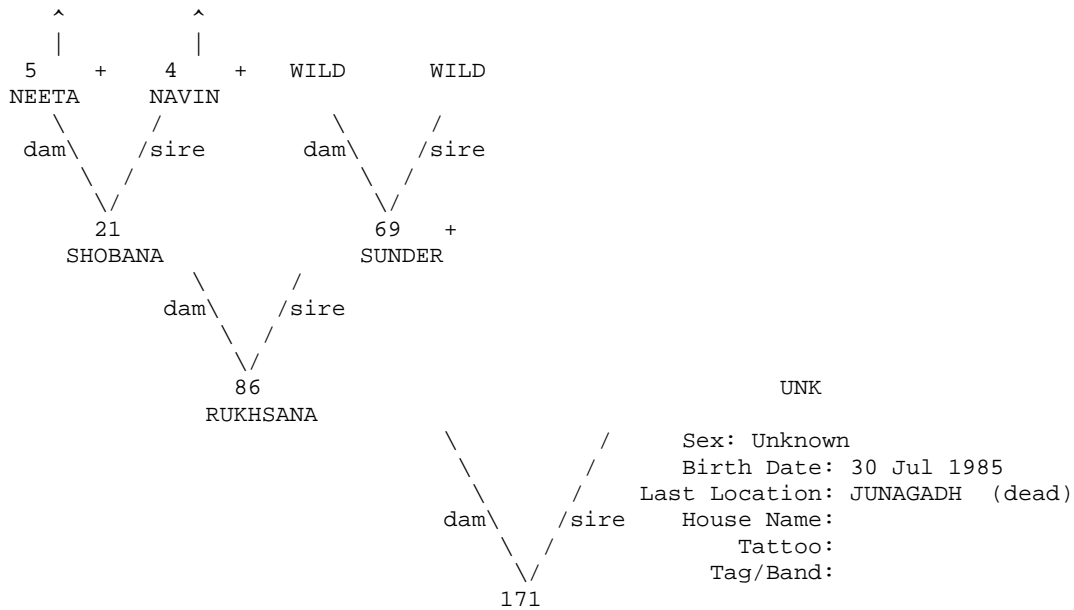 ^ ^
| |
5 + 4 + WILD WILD
NEETA NAVIN
\ / \ /
dam\ /sire dam\ /sire
\ / \ /
\/ \/
21 69 +
SHOBANA SUNDER
\ /
dam\ /sire
\ /
\/
86 UNK
RUKHSANA
\ / Sex: Unknown
\ / Birth Date: 30 Jul 1985
\ / Last Location: JUNAGADH (dead)
dam\ /sire House Name:
\ / Tattoo:
\/ Tag/Band:
171